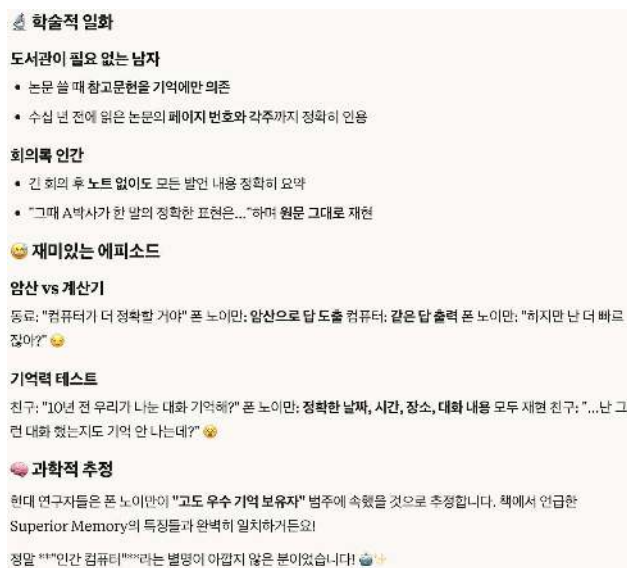 🔬 학술적 일화
도서관이 필요 없는 남자
• 논문 쓸 때 참고문헌을 기억에만 의존
• 수십 년 전에 읽은 논문의 페이지 번호와 각주까지 정확히 인용
회의록 인간
• 긴 회의 후 노트 없이도 모든 발언 내용 정확히 요약
• "그때 A박사가 한 말의 정확한 표현은..."하며 원문 그대로 재현
😅 재미있는 에피소드
암산 vs 계산기
동료: "컴퓨터가 더 정확할 거야" 폰 노이만: 암산으로 답 도출 컴퓨터: 같은 답 출력 폰 노이만: "하지만 난 더 빠르
잖아?" 😏
기억력 테스트
친구: "10년 전 우리가 나눈 대화 기억해?" 폰 노이만: 정확한 날짜, 시간, 장소, 대화 내용 모두 재현 친구: "...난 그
런 대화 했는지도 기억 안 나는데?" 😵
🧠 과학적 추정
현대 연구자들은 폰 노이만이 "고도 우수 기억 보유자" 범주에 속했을 것으로 추정합니다. 책에서 언급한
Superior Memory의 특징들과 완벽히 일치하거든요!
정말 **"인간 컴퓨터"**라는 별명이 아깝지 않은 분이었습니다! 🤖✨